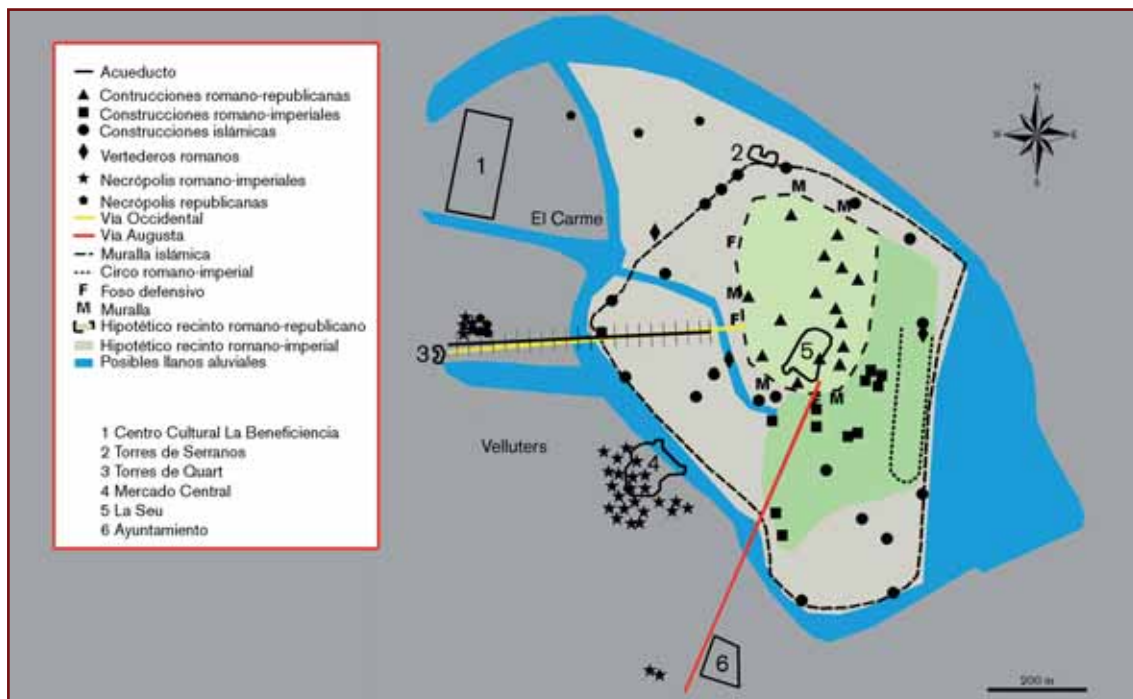 Acueducto
Contrucciones romano-republicanas
Construcciones romano-imperiales
Construcciones islámicas
Vertederos romanos
Necrópolis romano-imperiales
Necrópolis republicanas
Via Occidental
Via Augusta
Muralla islámica
Circo romano-imperial
F Foso defensivo
M Muralla
Hipotético recinto romano-republicano
Hipotético recinto romano-imperial
Posibles llanos aluviales
1 Centro Cultural La Beneficiencia
2 Torres de Serranos
3 Torres de Quart
4 Mercado Central
5 La Seu
6 Ayuntamiento
N
E
S
1
2
M
M
El Carme
F
M
F
3
5
M
M
Velluters
4
6
200 m